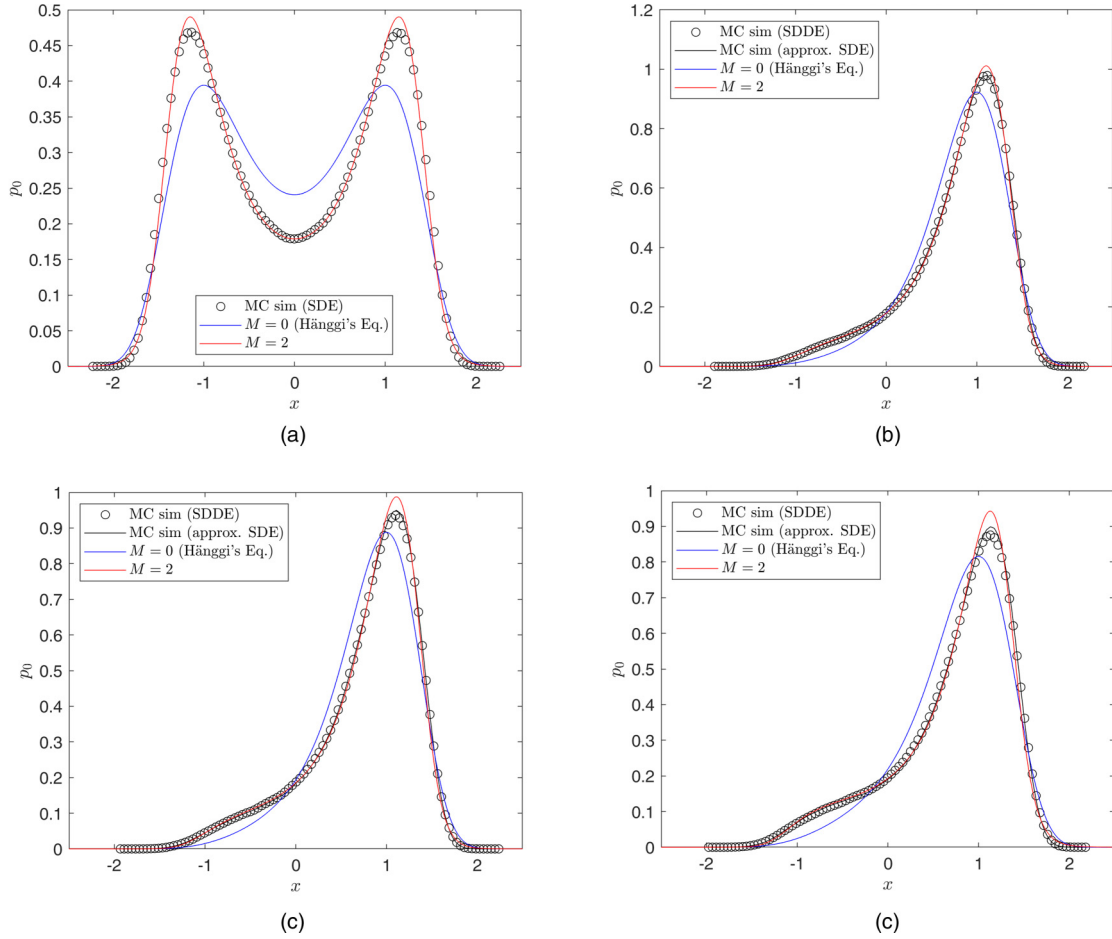 0.5
0.45
0.4
0.35
0.3
0.25
0.2
0.15
0.1
0.05
0
p₀
MC sim (SDE)
M = 0 (Hänggi's Eq.)
M = 2
-2 -1 0 1 2
x
(a)
1.2
1
0.8
0.6
0.4
0.2
0
p₀
MC sim (SDDE)
MC sim (approx. SDE)
M = 0 (Hänggi's Eq.)
M = 2
-2 -1 0 1 2
x
(b)
1
0.9
0.8
0.7
0.6
0.5
0.4
0.3
0.2
0.1
0
p₀
MC sim (SDDE)
MC sim (approx. SDE)
M = 0 (Hänggi's Eq.)
M = 2
-2 -1 0 1 2
x
(c)
1
0.9
0.8
0.7
0.6
0.5
0.4
0.3
0.2
0.1
0
p₀
MC sim (SDDE)
MC sim (approx. SDE)
M = 0 (Hänggi's Eq.)
M = 2
-2 -1 0 1 2
x
(c)